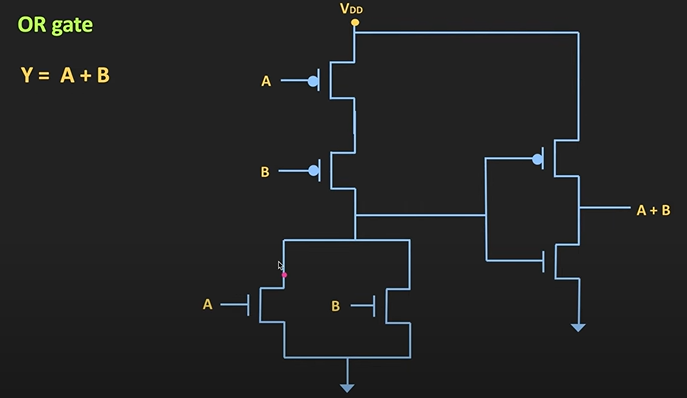 OR gate
VDD
Y = A + B
A
B
A + B
A
B